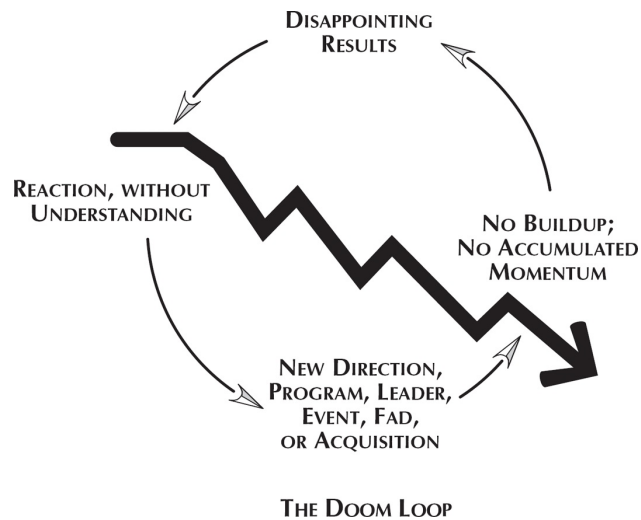 Disappointing
Results
Reaction, without
Understanding
No Buildup;
No Accumulated
Momentum
New Direction,
Program, Leader,
Event, Fad,
or Acquisition
The Doom Loop